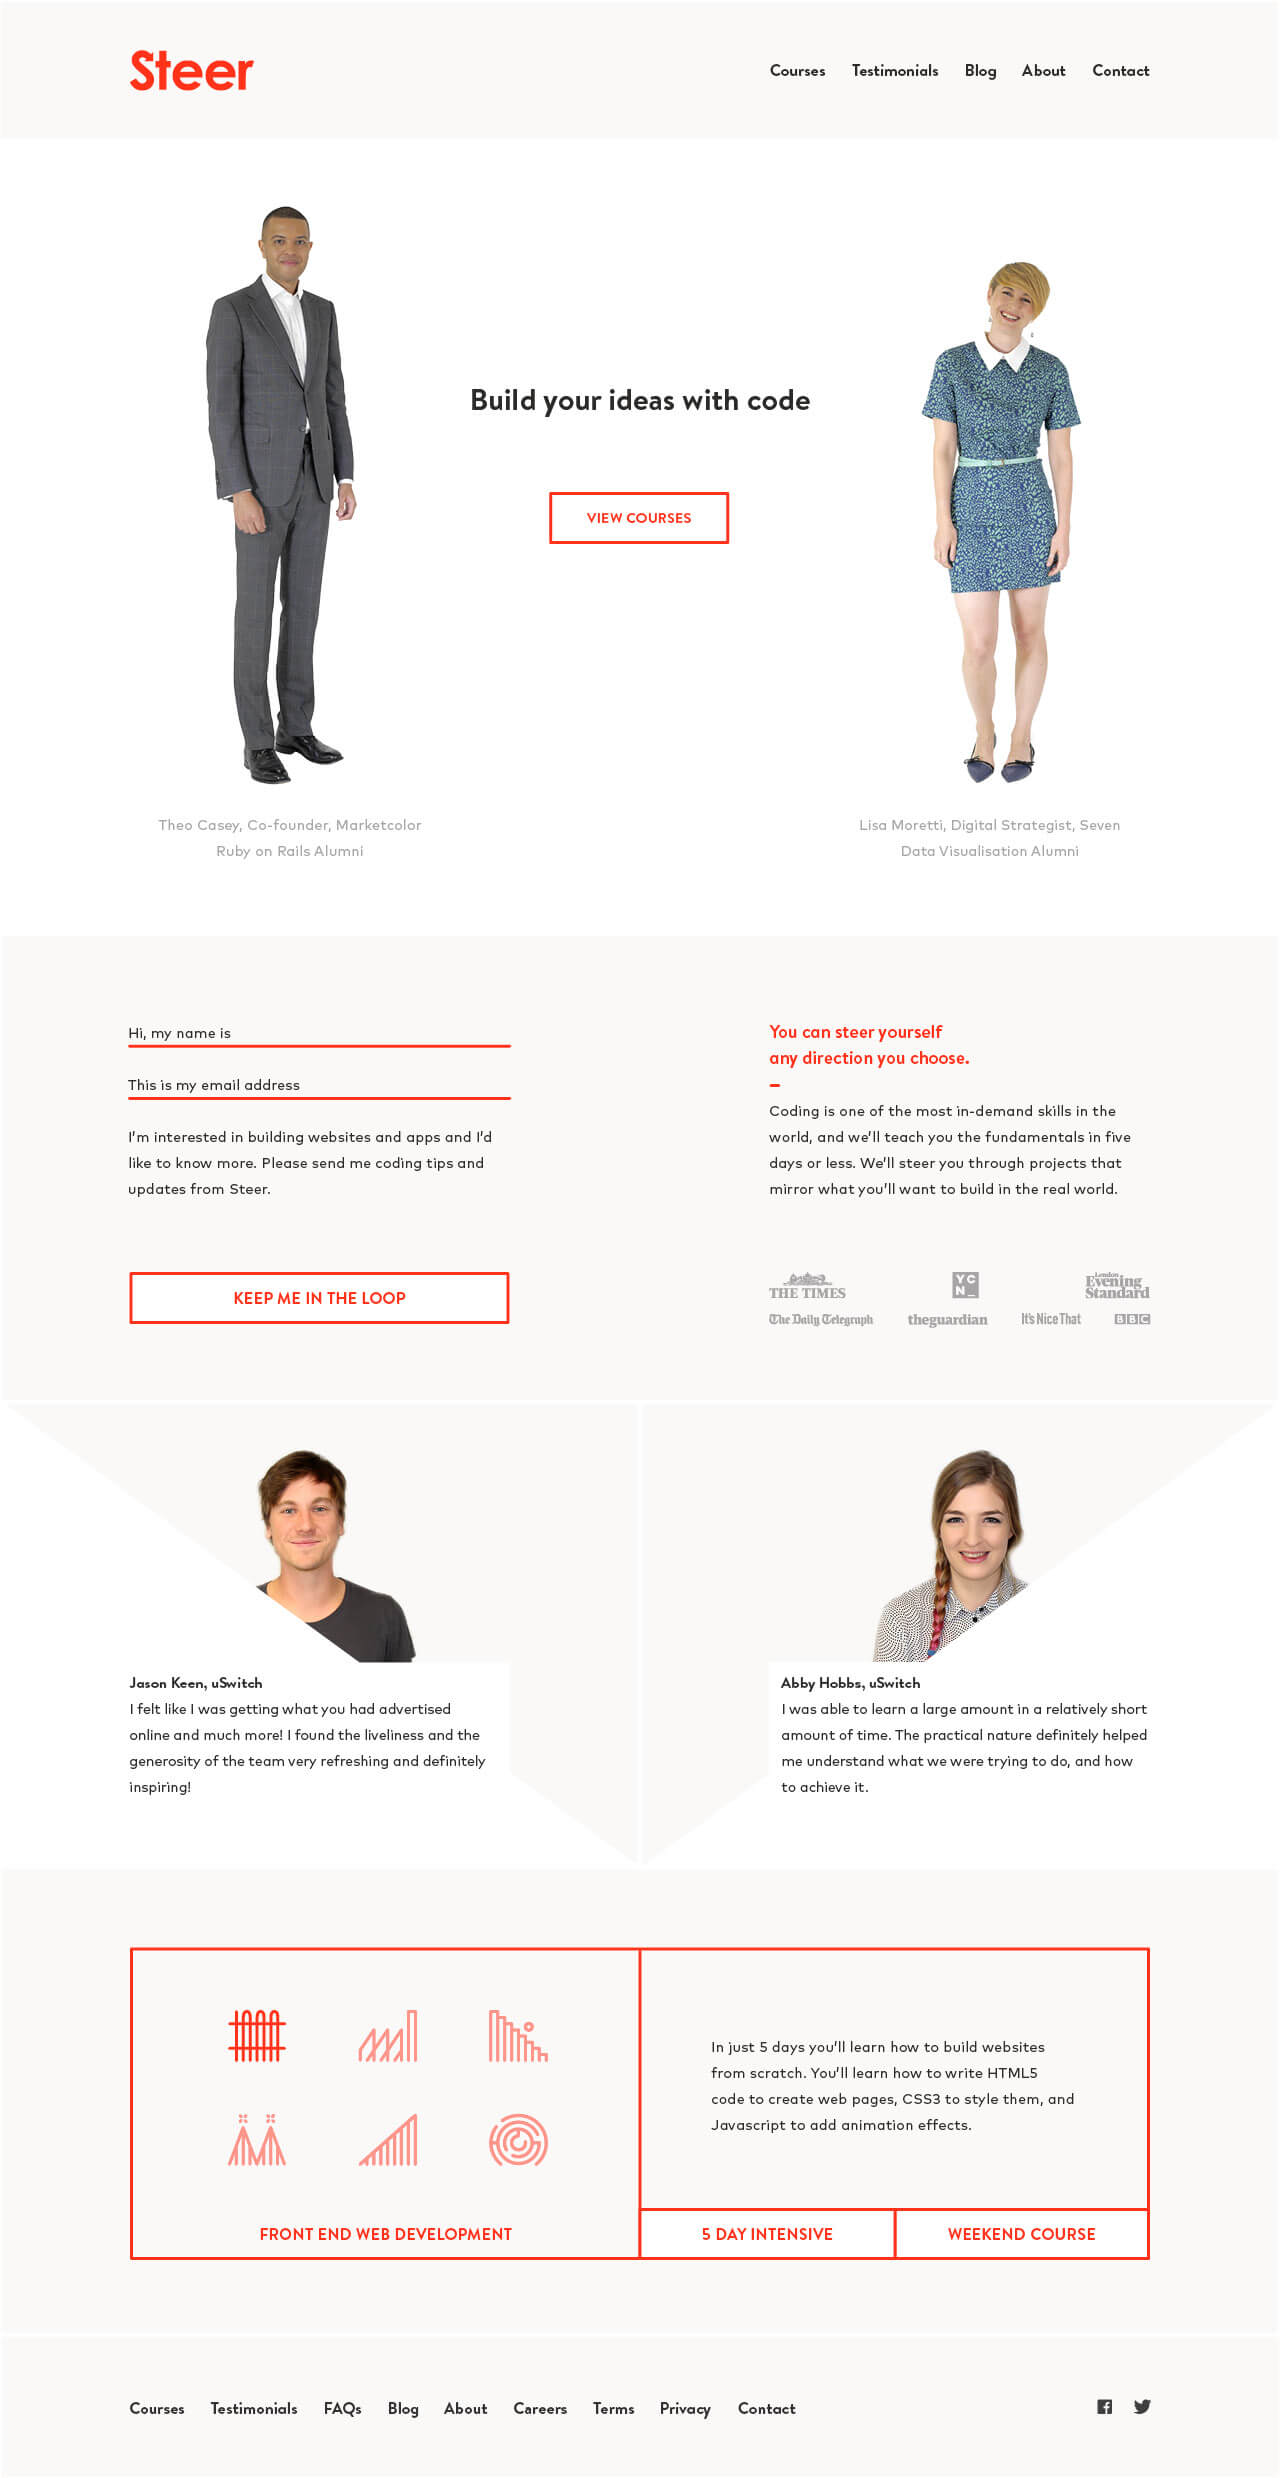 Steer
Courses Testimonials Blog About Contact
Build your ideas with code
VIEW COURSES
Theo Casey, Co-founder, Marketcolor
Ruby on Rails Alumni
Lisa Moretti, Digital Strategist, Seven
Data Visualisation Alumni
Hi, my name is
This is my email address
I’m interested in building websites and apps and I’d
like to know more. Please send me coding tips and
updates from Steer.
KEEP ME IN THE LOOP
You can steer yourself
any direction you choose.
–
Coding is one of the most in-demand skills in the
world, and we’ll teach you the fundamentals in five
days or less. We’ll steer you through projects that
mirror what you’ll want to build in the real world.
THE TIMES
YC
N_
London
Evening
Standard
The Daily Telegraph
theguardian
It's Nice That
BBC
Jason Keen, uSwitch
I felt like I was getting what you had advertised
online and much more! I found the liveliness and the
generosity of the team very refreshing and definitely
inspiring!
Abby Hobbs, uSwitch
I was able to learn a large amount in a relatively short
amount of time. The practical nature definitely helped
me understand what we were trying to do, and how
to achieve it.
FRONT END WEB DEVELOPMENT
In just 5 days you’ll learn how to build websites
from scratch. You’ll learn how to write HTML5
code to create web pages, CSS3 to style them, and
Javascript to add animation effects.
5 DAY INTENSIVE
WEEKEND COURSE
Courses Testimonials FAQs Blog About Careers Terms Privacy Contact